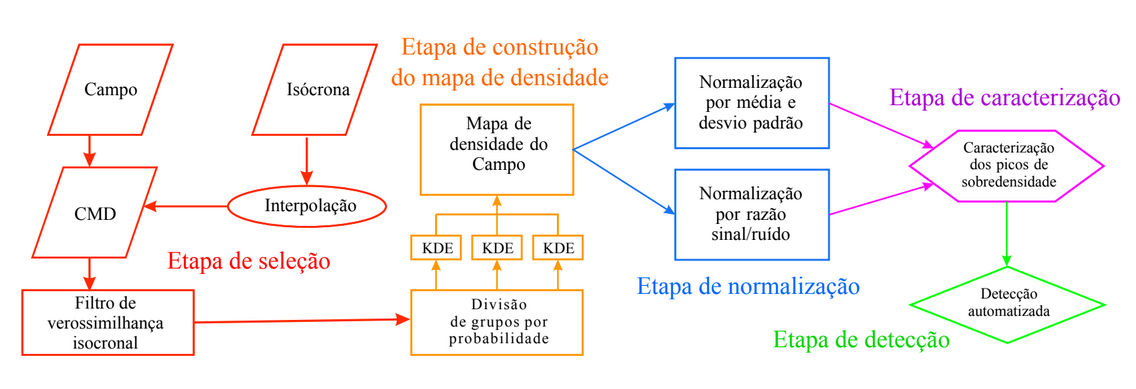 Campo
Isócrona
CMD
Interpolação
Etapa de seleção
Filtro de
verossimilhança
isocronal
Etapa de construção
do mapa de densidade
Mapa de
densidade do
Campo
KDE
KDE
KDE
Divisão
de grupos por
probabilidade
Normalização
por média e
desvio padrão
Normalização
por razão
sinal/ruído
Etapa de normalização
Etapa de caracterização
Caracterização
dos picos de
sobredensidade
Detecção
automatizada
Etapa de detecção